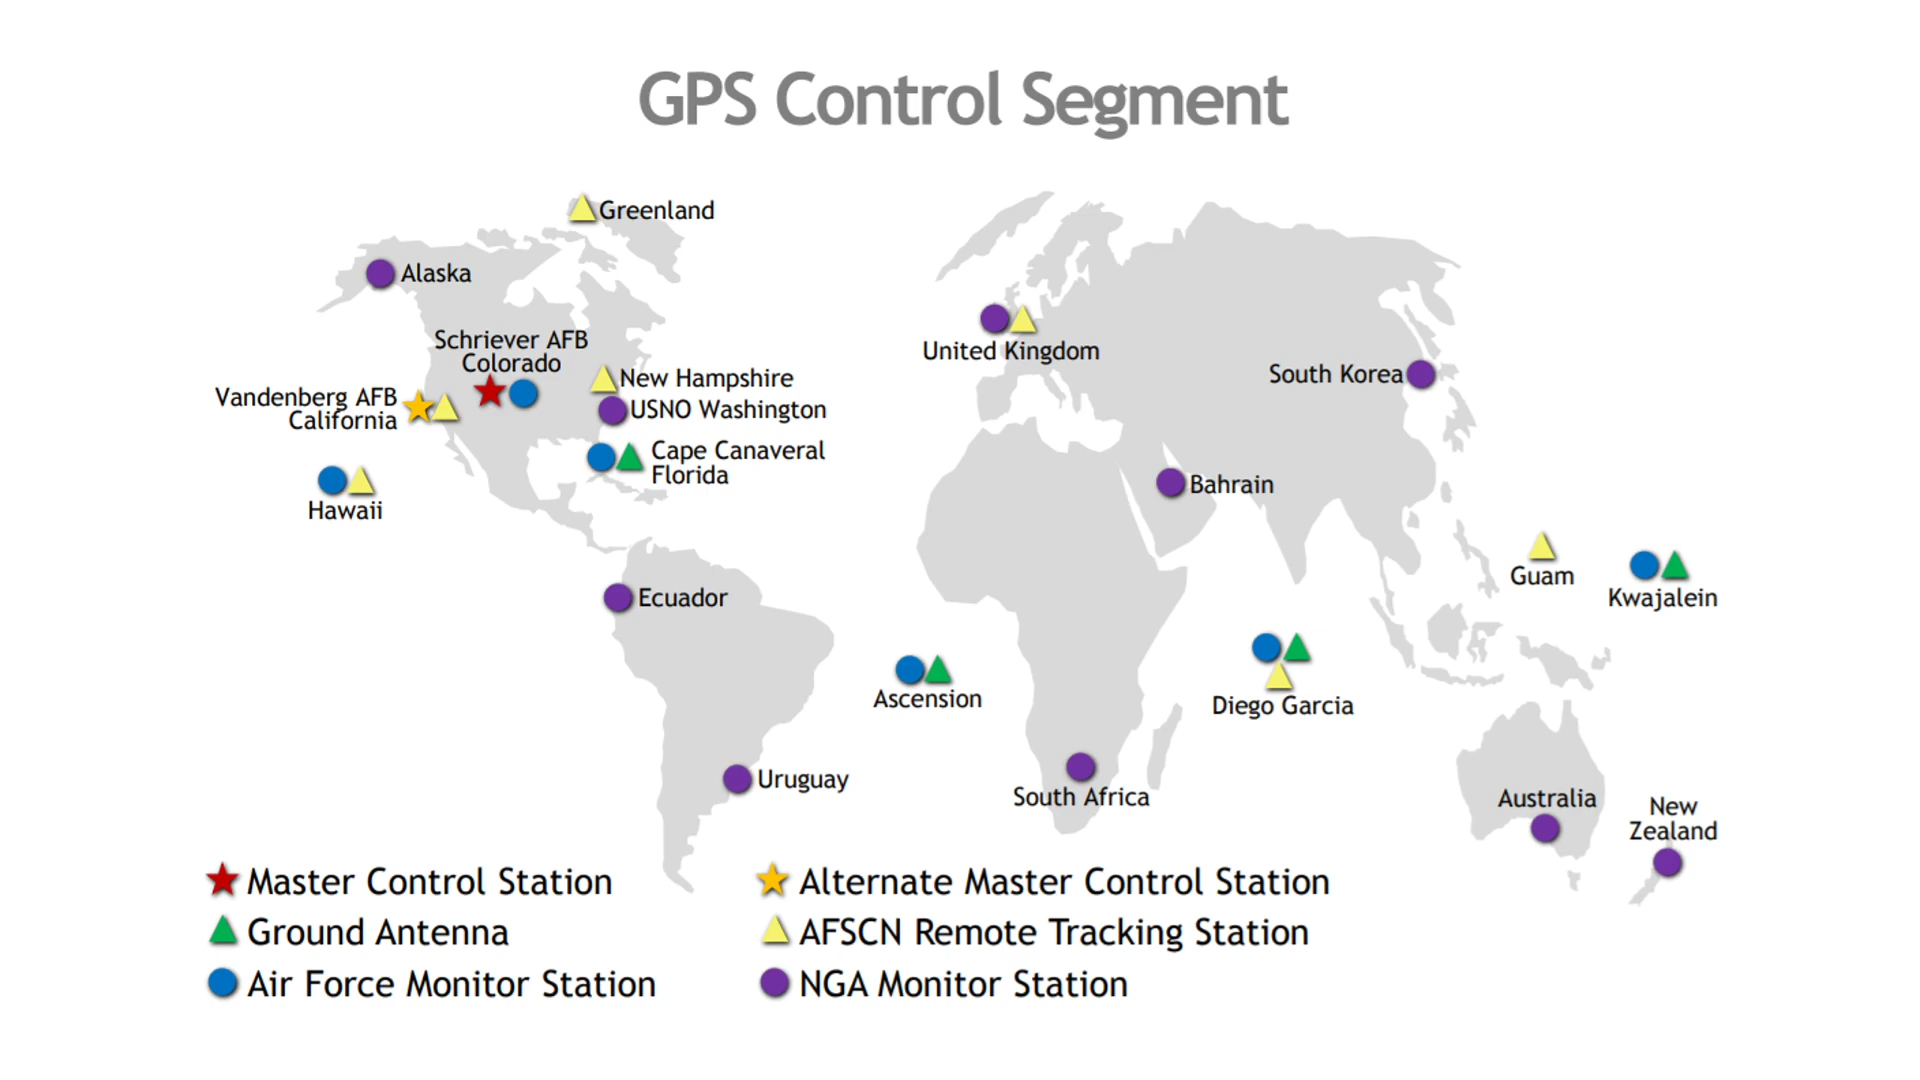 GPS Control Segment
Greenland
Alaska
Schriever AFB
Colorado
Vandenberg AFB
California
New Hampshire
USNO Washington
Cape Canaveral
Florida
Hawaii
United Kingdom
South Korea
Bahrain
Guam
Kwajalein
Ecuador
Ascension
Diego Garcia
Uruguay
South Africa
Australia
New
Zealand
Master Control Station
Alternate Master Control Station
Ground Antenna
AFSCN Remote Tracking Station
Air Force Monitor Station
NGA Monitor Station